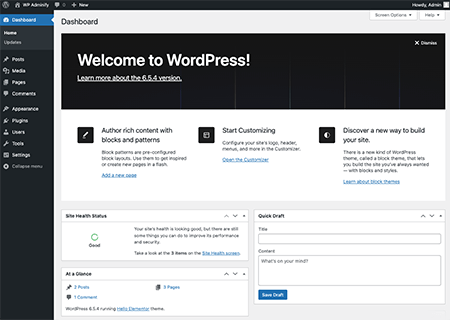 WP Adminify 0 New Howdy, Admin
Dashboard
Home
Updates
Posts
Media
Pages
Comments
Appearance
Plugins
Users
Tools
Settings
Collapse menu
Dashboard
Screen Options
Help
Welcome to WordPress!
Learn more about the 6.5.4 version.
Dismiss
Author rich content with
blocks and patterns
Block patterns are pre-configured
block layouts. Use them to get inspired
or create new pages in a flash.
Add a new page
Start Customizing
Configure your site's logo, header,
menus, and more in the Customizer.
Open the Customizer
Discover a new way to build
your site.
There is a new kind of WordPress
theme, called a block theme, that lets
you build the site you've always wanted
— with blocks and styles.
Learn about block themes
Site Health Status
Good
Your site's health is looking good, but there are still
some things you can do to improve its performance
and security.
Take a look at the 5 items on the Site Health screen.
At a Glance
3 Posts
3 Pages
1 Comment
WordPress 6.5.4 running Hello Elementor theme.
Quick Draft
Title
Content
What's on your mind?
Save Draft